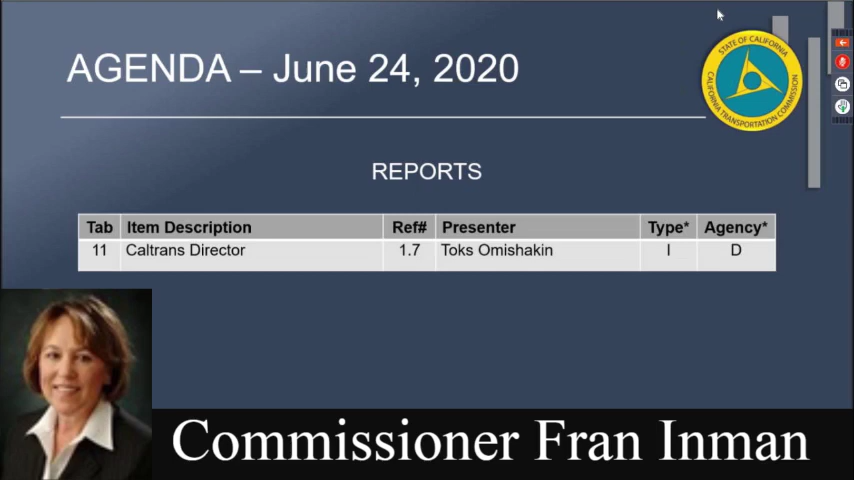 AGENDA – June 24, 2020
STATE OF CALIFORNIA
CALIFORNIA TRANSPORTATION COMMISSION
REPORTS
Tab Item Description Ref# Presenter Type* Agency*
11 Caltrans Director 1.7 Toks Omishakin I D
Commissioner Fran Inman